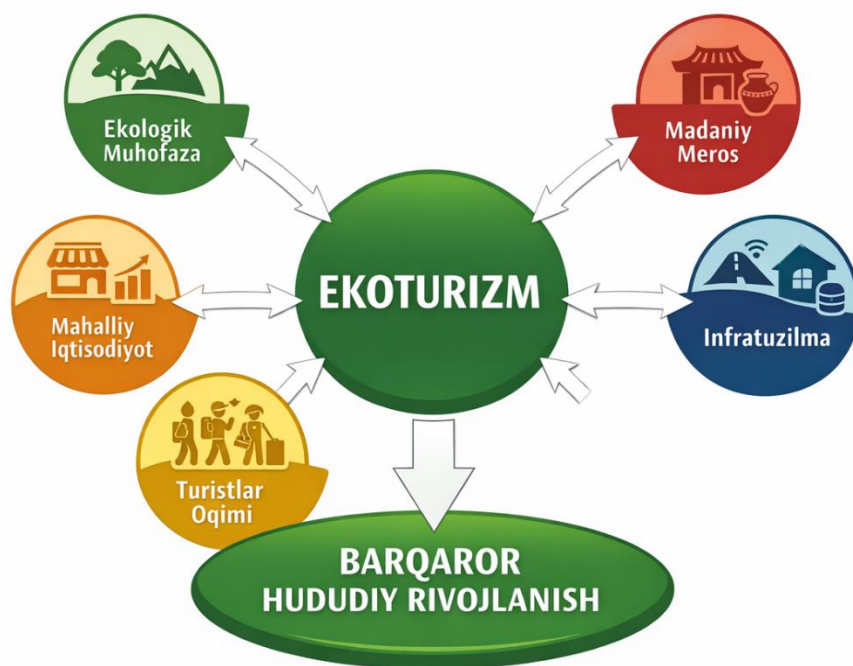 Ekologik
Muhofaza
Madaniy
Meros
EKOTURIZM
Mahalliy
Iqtisodiyot
Infratuzilma
Turistlar
Oqimi
BARQAROR
HUDUDIY RIVOJLANISH